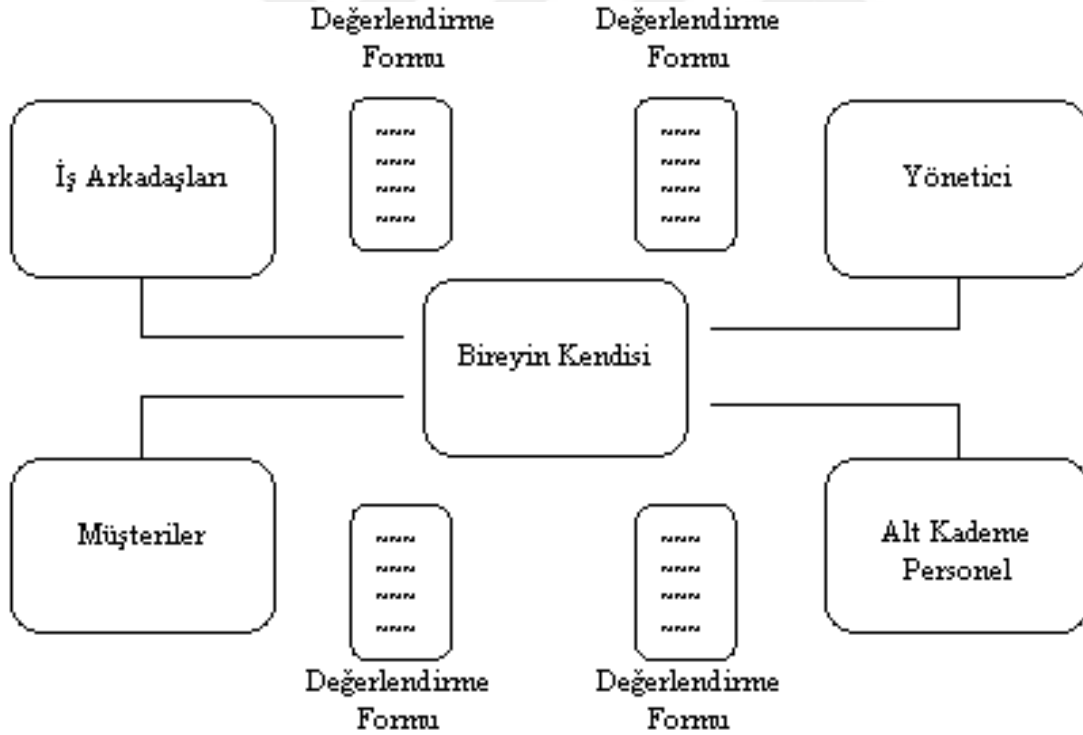 Değerlendirme
Formu
Değerlendirme
Formu
İş Arkadaşları
Yönetici
Bireyin Kendisi
Müşteriler
Alt Kademe
Personel
Değerlendirme
Formu
Değerlendirme
Formu